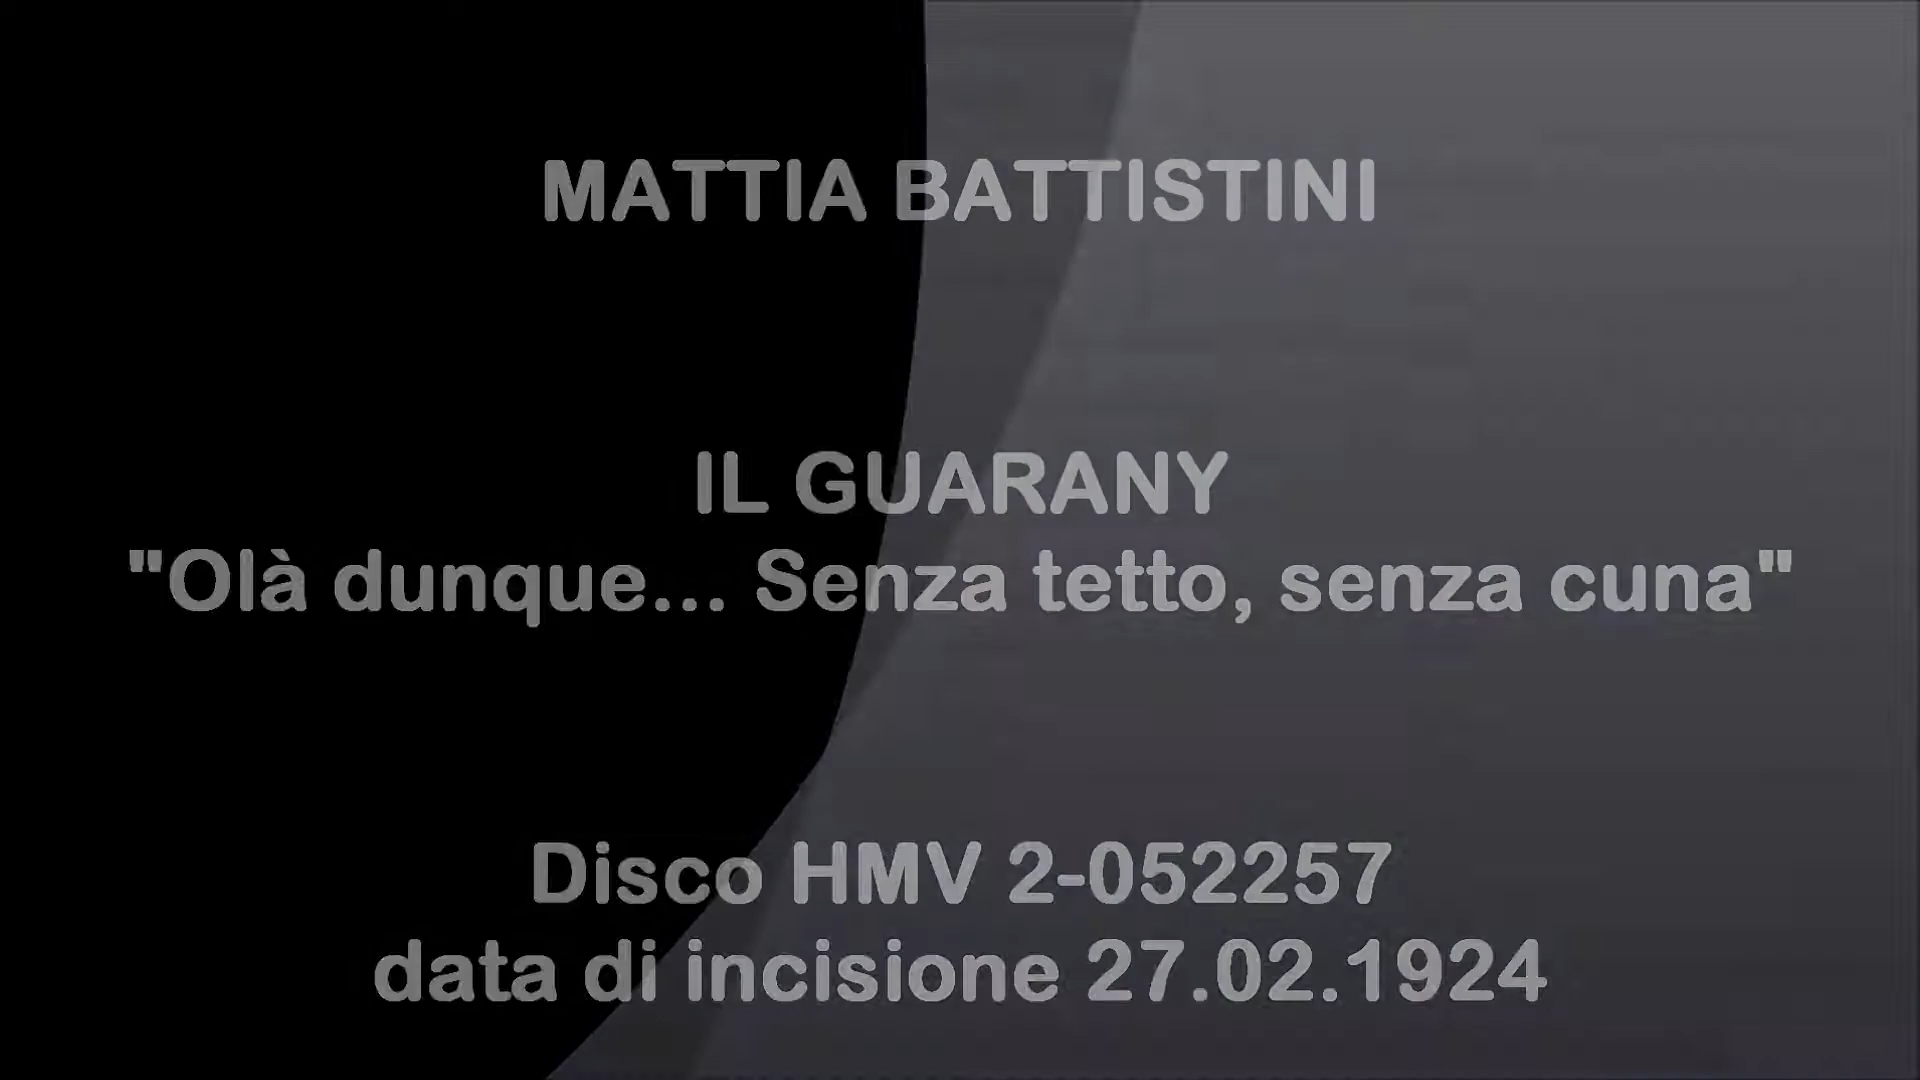 MATTIA BATTISTINI
IL GUARANY
"Olà dunque... Senza tetto, senza cuna"
Disco HMV 2-052257
data di incisione 27.02.1924